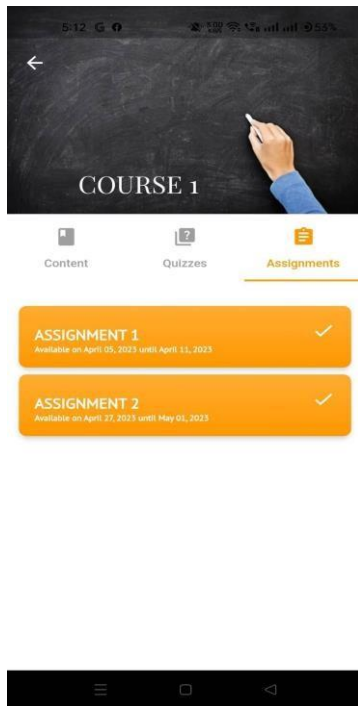 5:12 G 55%
COURSE 1
Content
Quizzes
Assignments
ASSIGNMENT 1
Available on April 05, 2023 until April 11, 2023
ASSIGNMENT 2
Available on April 27, 2023 until May 01, 2023